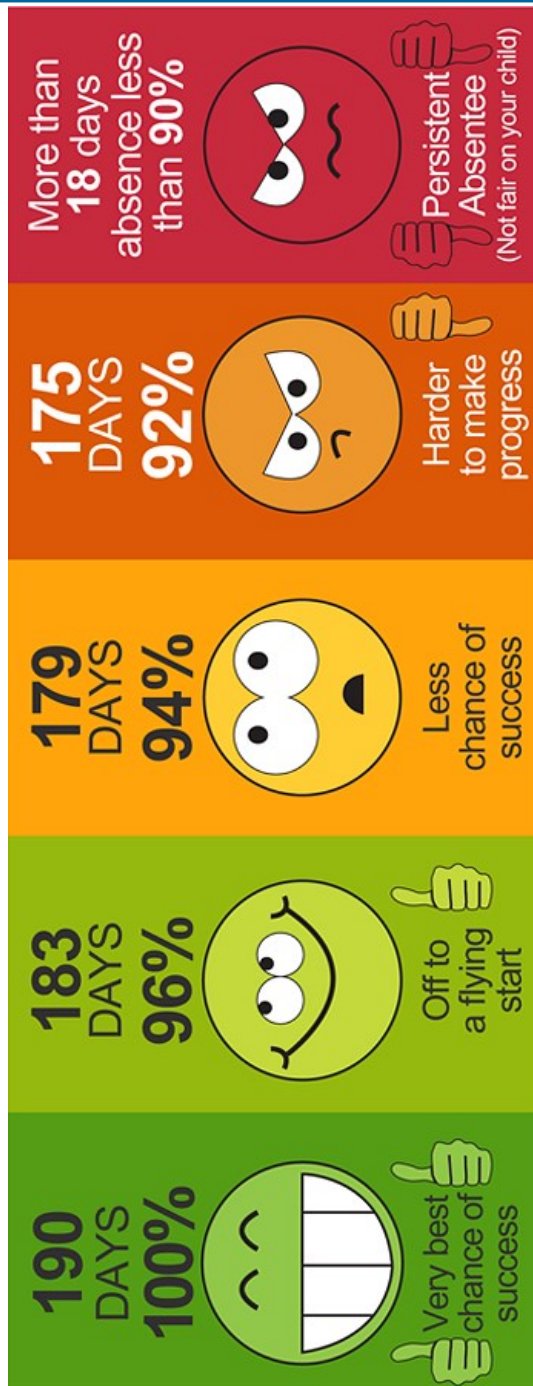 190
DAYS
100%
Very best
chance of
success
183
DAYS
96%
Off to
a flying
start
179
DAYS
94%
Less
chance of
success
175
DAYS
92%
Harder
to make
progress
More than
18 days
absence less
than 90%
Persistent
Absentee
(Not fair on your child)